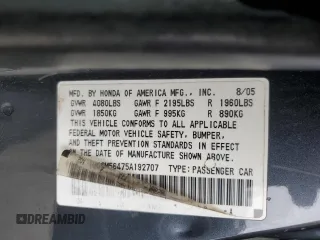 MFD. BY HONDA OF AMERICA MFG., INC. 8/05
GVWR 4080LBS GAWR F 2195LBS R 1960LBS
GVWR 1850KG GAWR F 995KG R 890KG
THIS VEHICLE CONFORMS TO ALL APPLICABLE
FEDERAL MOTOR VEHICLE SAFETY, BUMPER,
AND THEFT PREVENTION STANDARDS IN EFFECT
ON THE DATE OF MANUFACTURE SHOWN ABOVE.
CM56475A192707 TYPE: PASSENGER CAR
DREAMBID